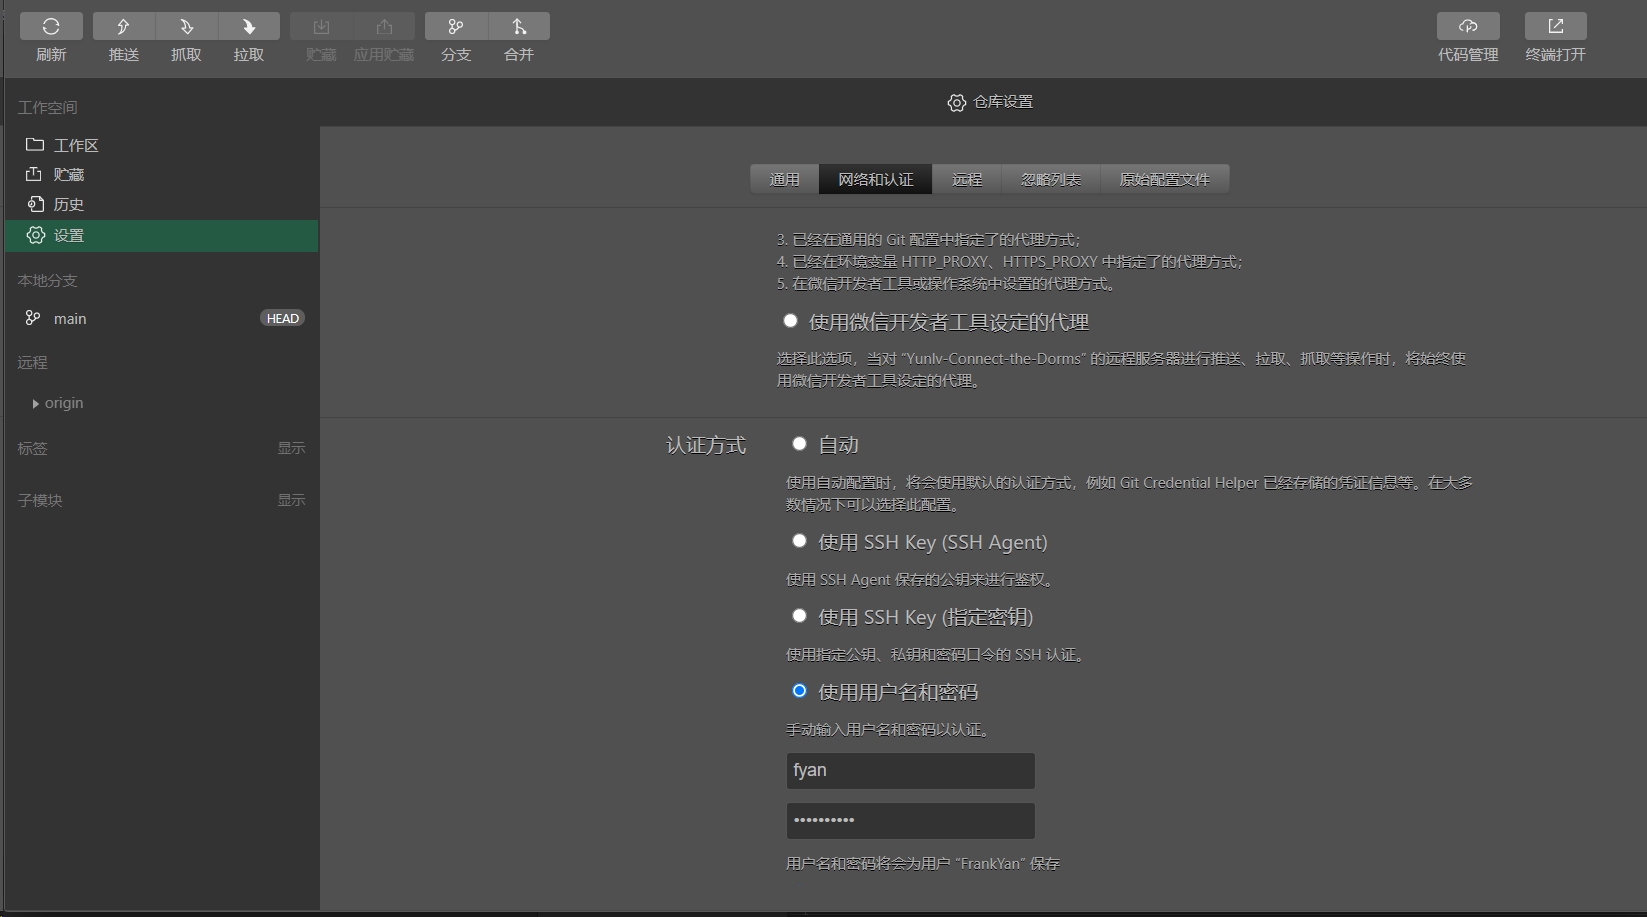 刷新
推送
抓取
拉取
贮藏
应用贮藏
分支
合并
代码管理
终端打开
工作空间
工作区
贮藏
历史
设置
本地分支
main
HEAD
远程
origin
标签
显示
子模块
显示
仓库设置
通用
网络和认证
远程
忽略列表
原始配置文件
3. 已经在通用的 Git 配置中指定了的代理方式；
4. 已经在环境变量 HTTP_PROXY、HTTPS_PROXY 中指定了的代理方式；
5. 在微信开发者工具或操作系统中设置的代理方式。
使用微信开发者工具设定的代理
选择此选项，当对 “Yunlv-Connect-the-Dorms” 的远程服务器进行推送、拉取、抓取等操作时，将始终使
用微信开发者工具设定的代理。
认证方式
自动
使用自动配置时，将会使用默认的认证方式，例如 Git Credential Helper 已经存储的凭证信息等。在大多
数情况下可以选择此配置。
使用 SSH Key (SSH Agent)
使用 SSH Agent 保存的公钥来进行鉴权。
使用 SSH Key (指定密钥)
使用指定公钥、私钥和密码口令的 SSH 认证。
使用用户名和密码
手动输入用户名和密码以认证。
fyan
••••••••••
用户名和密码将会为用户 “FrankYan” 保存